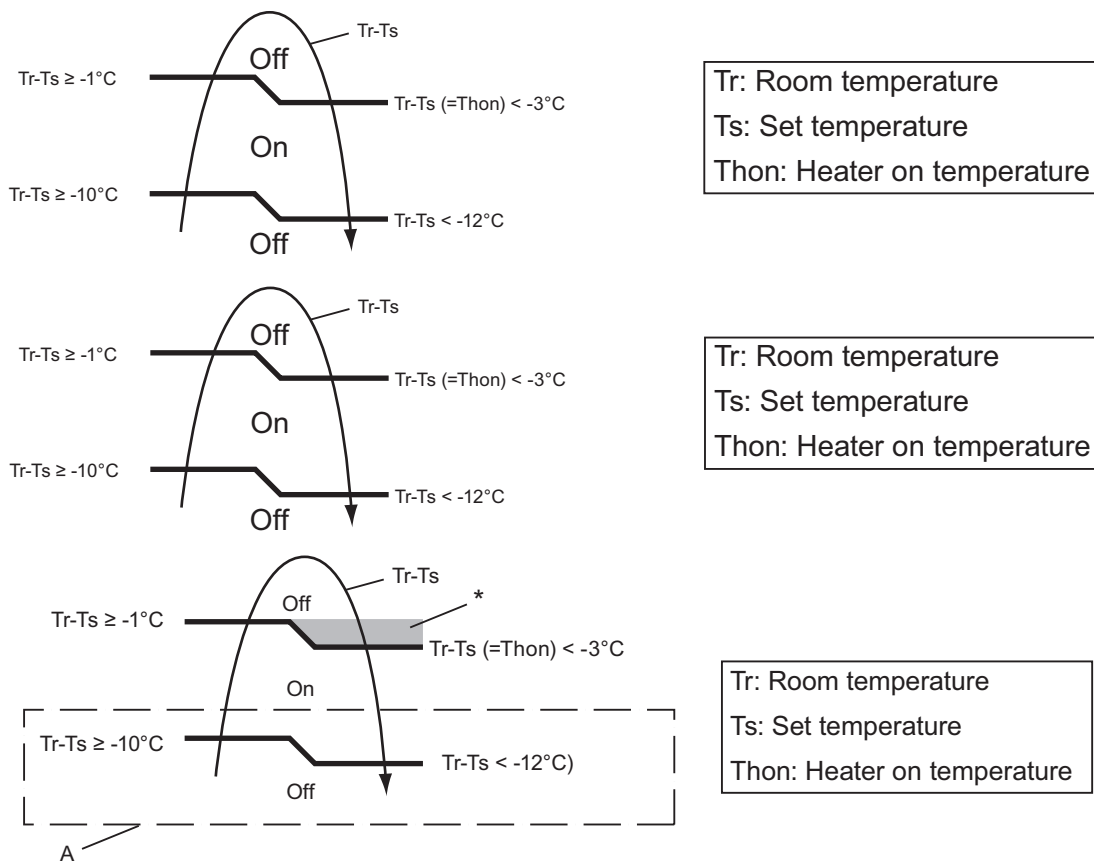 Tr-Ts
Off
Tr-Ts ≥ -1°C
Tr-Ts (=Thon) < -3°C
On
Tr-Ts ≥ -10°C
Tr-Ts < -12°C
Off
Tr: Room temperature
Ts: Set temperature
Thon: Heater on temperature
Tr-Ts
Off
Tr-Ts ≥ -1°C
Tr-Ts (=Thon) < -3°C
On
Tr-Ts ≥ -10°C
Tr-Ts < -12°C
Off
Tr: Room temperature
Ts: Set temperature
Thon: Heater on temperature
Tr-Ts
*
Off
Tr-Ts ≥ -1°C
Tr-Ts (=Thon) < -3°C
On
Tr-Ts ≥ -10°C
Tr-Ts < -12°C)
Off
A
Tr: Room temperature
Ts: Set temperature
Thon: Heater on temperature